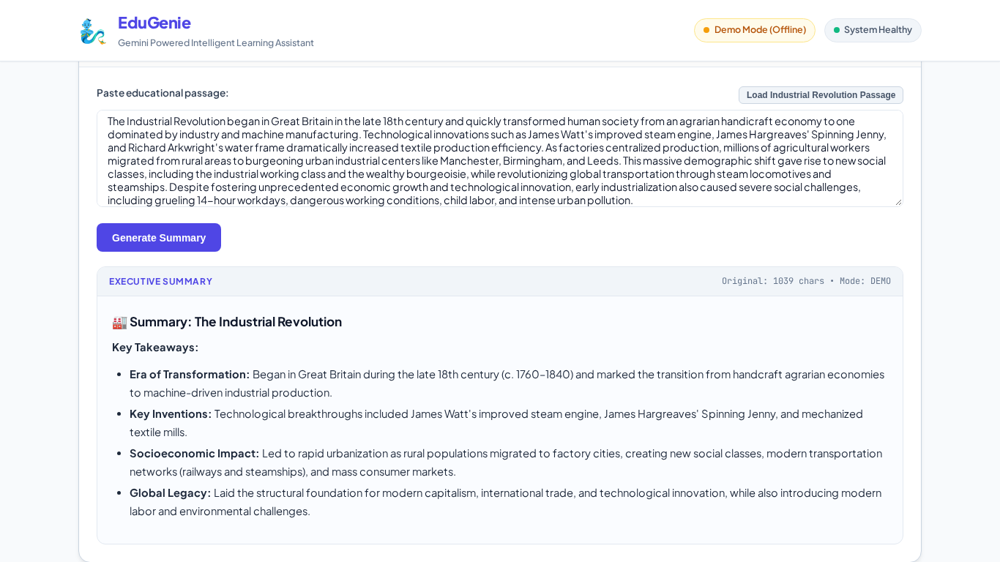 EduGenie
Gemini Powered Intelligent Learning Assistant
Demo Mode (Offline)
System Healthy
Paste educational passage:
Load Industrial Revolution Passage
The Industrial Revolution began in Great Britain in the late 18th century and quickly transformed human society from an agrarian handicraft economy to one
dominated by industry and machine manufacturing. Technological innovations such as James Watt's improved steam engine, James Hargreaves' Spinning Jenny,
and Richard Arkwright's water frame dramatically increased textile production efficiency. As factories centralized production, millions of agricultural workers
migrated from rural areas to burgeoning urban industrial centers like Manchester, Birmingham, and Leeds. This massive demographic shift gave rise to new social
classes, including the industrial working class and the wealthy bourgeoisie, while revolutionizing global transportation through steam locomotives and
steamships. Despite fostering unprecedented economic growth and technological innovation, early industrialization also caused severe social challenges,
including grueling 14-hour workdays, dangerous working conditions, child labor, and intense urban pollution.
Generate Summary
EXECUTIVE SUMMARY
Original: 1039 chars • Mode: DEMO
🏭 Summary: The Industrial Revolution
Key Takeaways:
• Era of Transformation: Began in Great Britain during the late 18th century (c. 1760–1840) and marked the transition from handcraft agrarian economies
to machine-driven industrial production.
• Key Inventions: Technological breakthroughs included James Watt's improved steam engine, James Hargreaves' Spinning Jenny, and mechanized
textile mills.
• Socioeconomic Impact: Led to rapid urbanization as rural populations migrated to factory cities, creating new social classes, modern transportation
networks (railways and steamships), and mass consumer markets.
• Global Legacy: Laid the structural foundation for modern capitalism, international trade, and technological innovation, while also introducing modern
labor and environmental challenges.